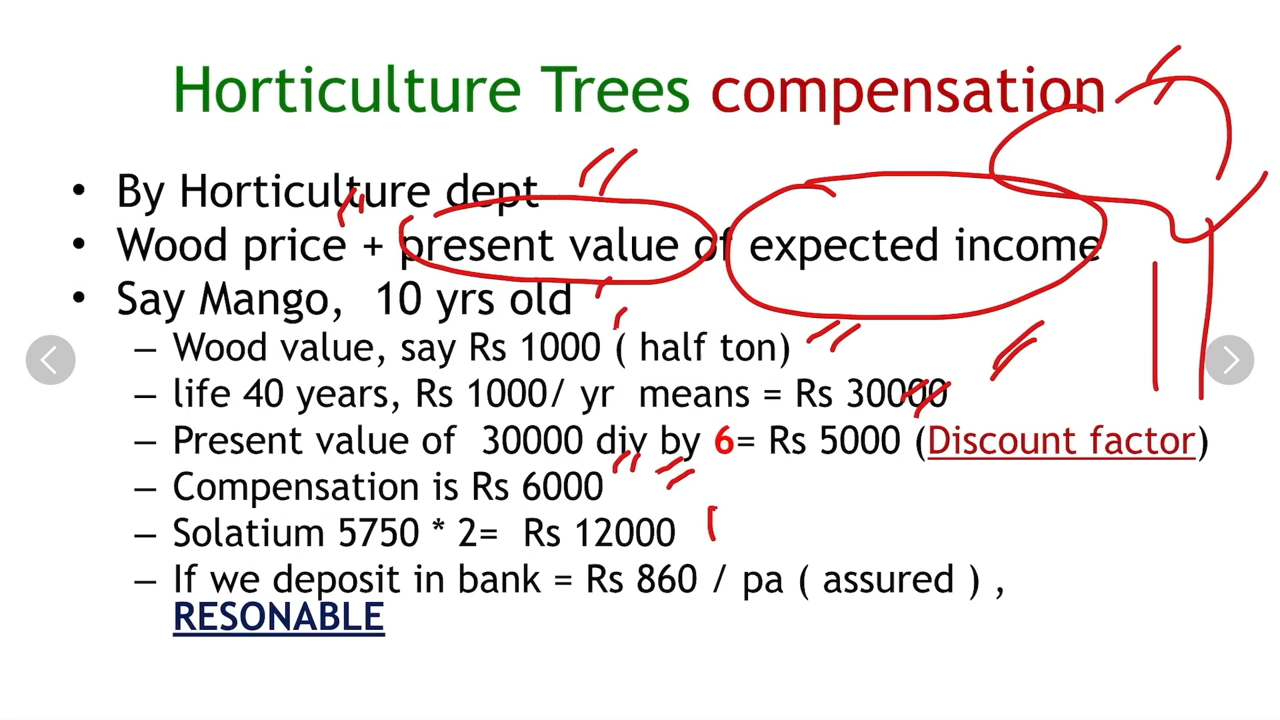 Horticulture Trees compensation
• By Horticulture dept
• Wood price + present value of expected income
• Say Mango, 10 yrs old
– Wood value, say Rs 1000 ( half ton)
– life 40 years, Rs 1000/ yr means = Rs 30000
– Present value of 30000 div by 6= Rs 5000 (Discount factor)
– Compensation is Rs 6000
– Solatium 5750 * 2= Rs 12000
– If we deposit in bank = Rs 860 / pa ( assured ) ,
RESONABLE